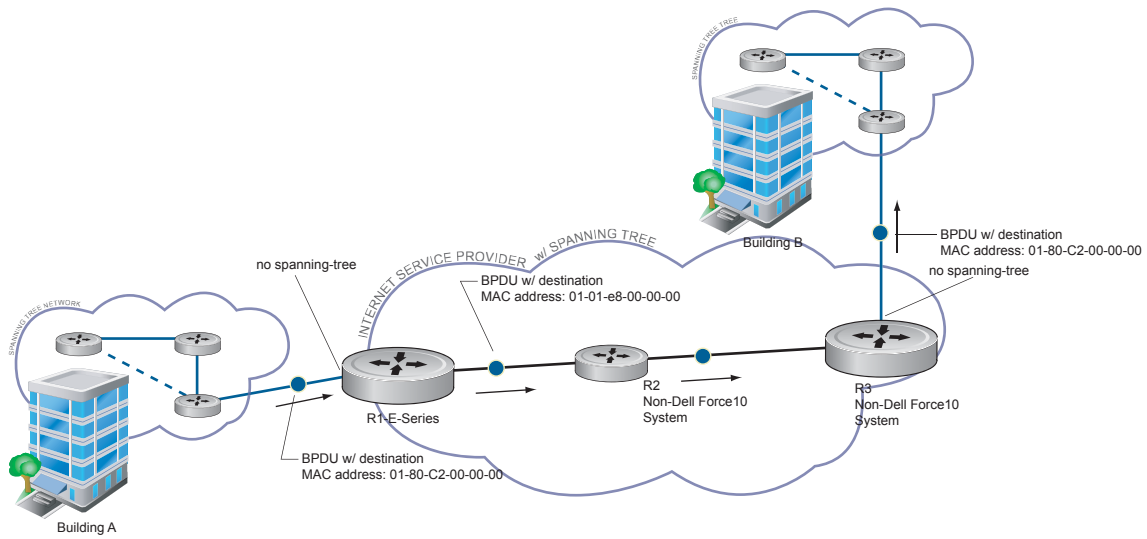 SPANNING TREE TREE
Building B
BPDU w/ destination
MAC address: 01-80-C2-00-00-00
no spanning-tree
INTERNET SERVICE PROVIDER w/ SPANNING TREE
no spanning-tree
BPDU w/ destination
MAC address: 01-01-e8-00-00-00
SPANNING TREE NETWORK
R1-E-Series
R2
Non-Dell Force10
System
R3
Non-Dell Force10
System
BPDU w/ destination
MAC address: 01-80-C2-00-00-00
Building A